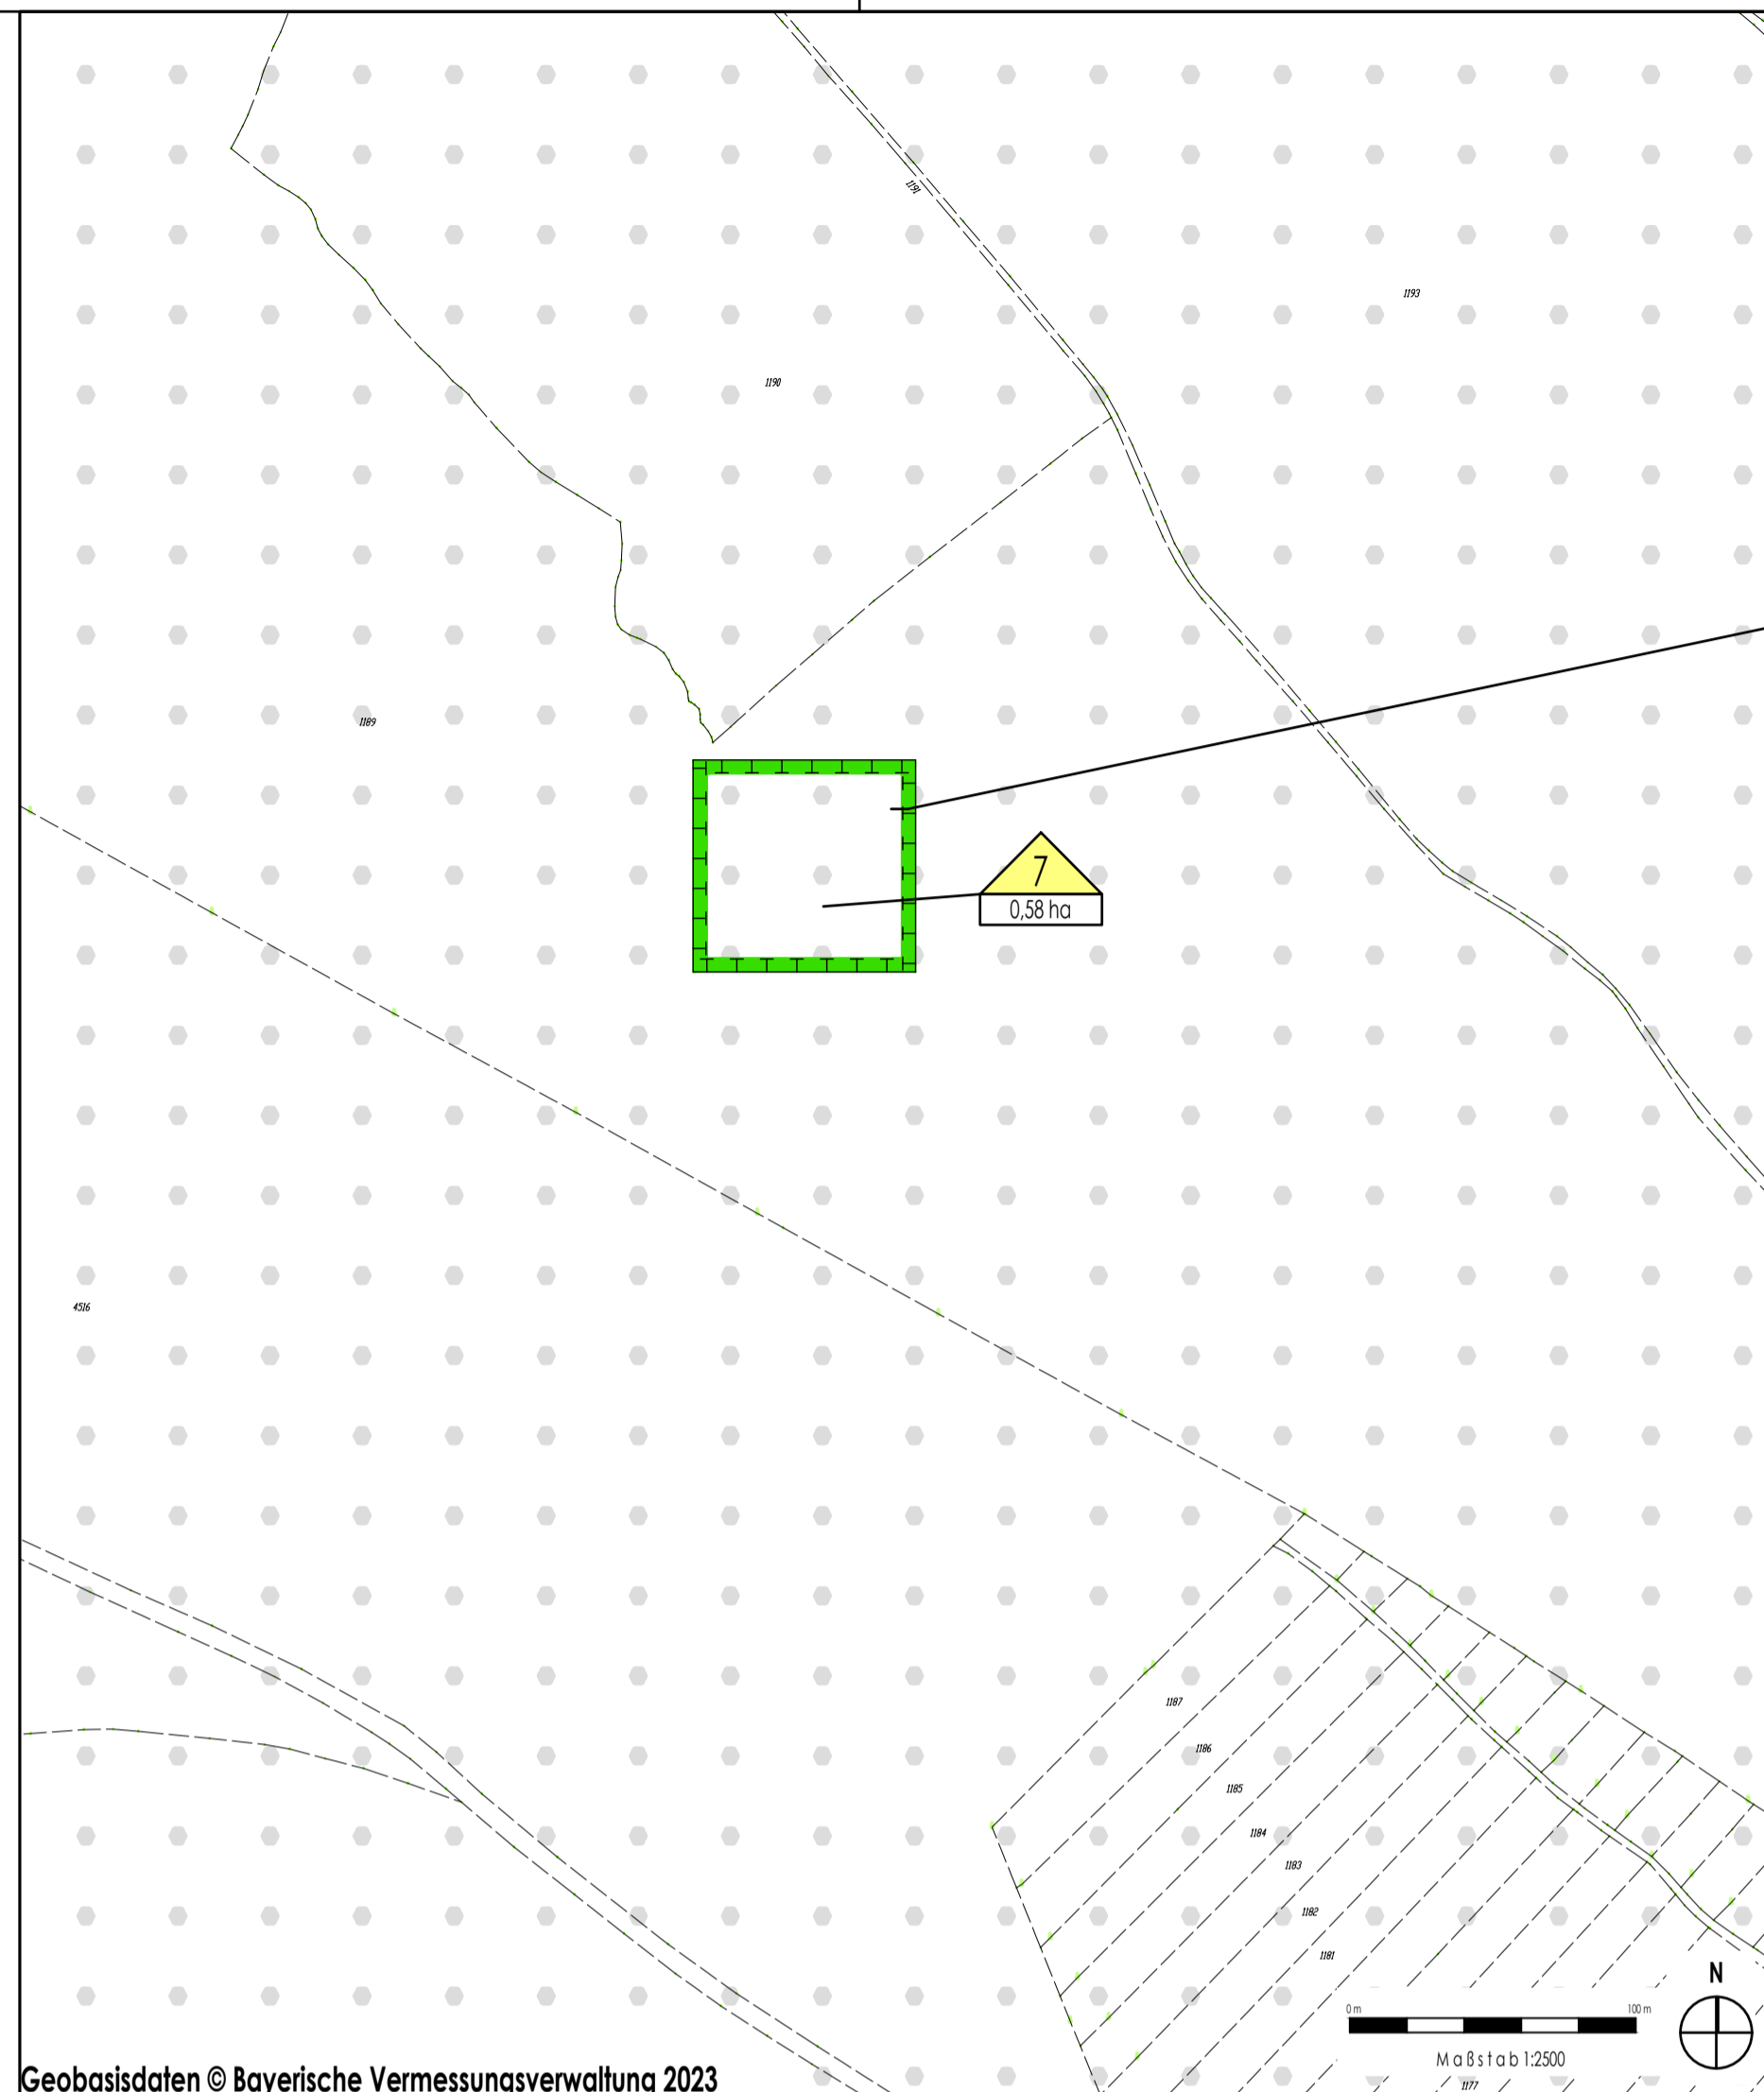 1191
1193
1190
1189
7
0,58 ha
4516
1187
1186
1185
1184
1183
1182
1181
N
0 m 100 m
Maßstab 1:2500
1177
Geobasisdaten © Bayerische Vermessungsverwaltung 2023